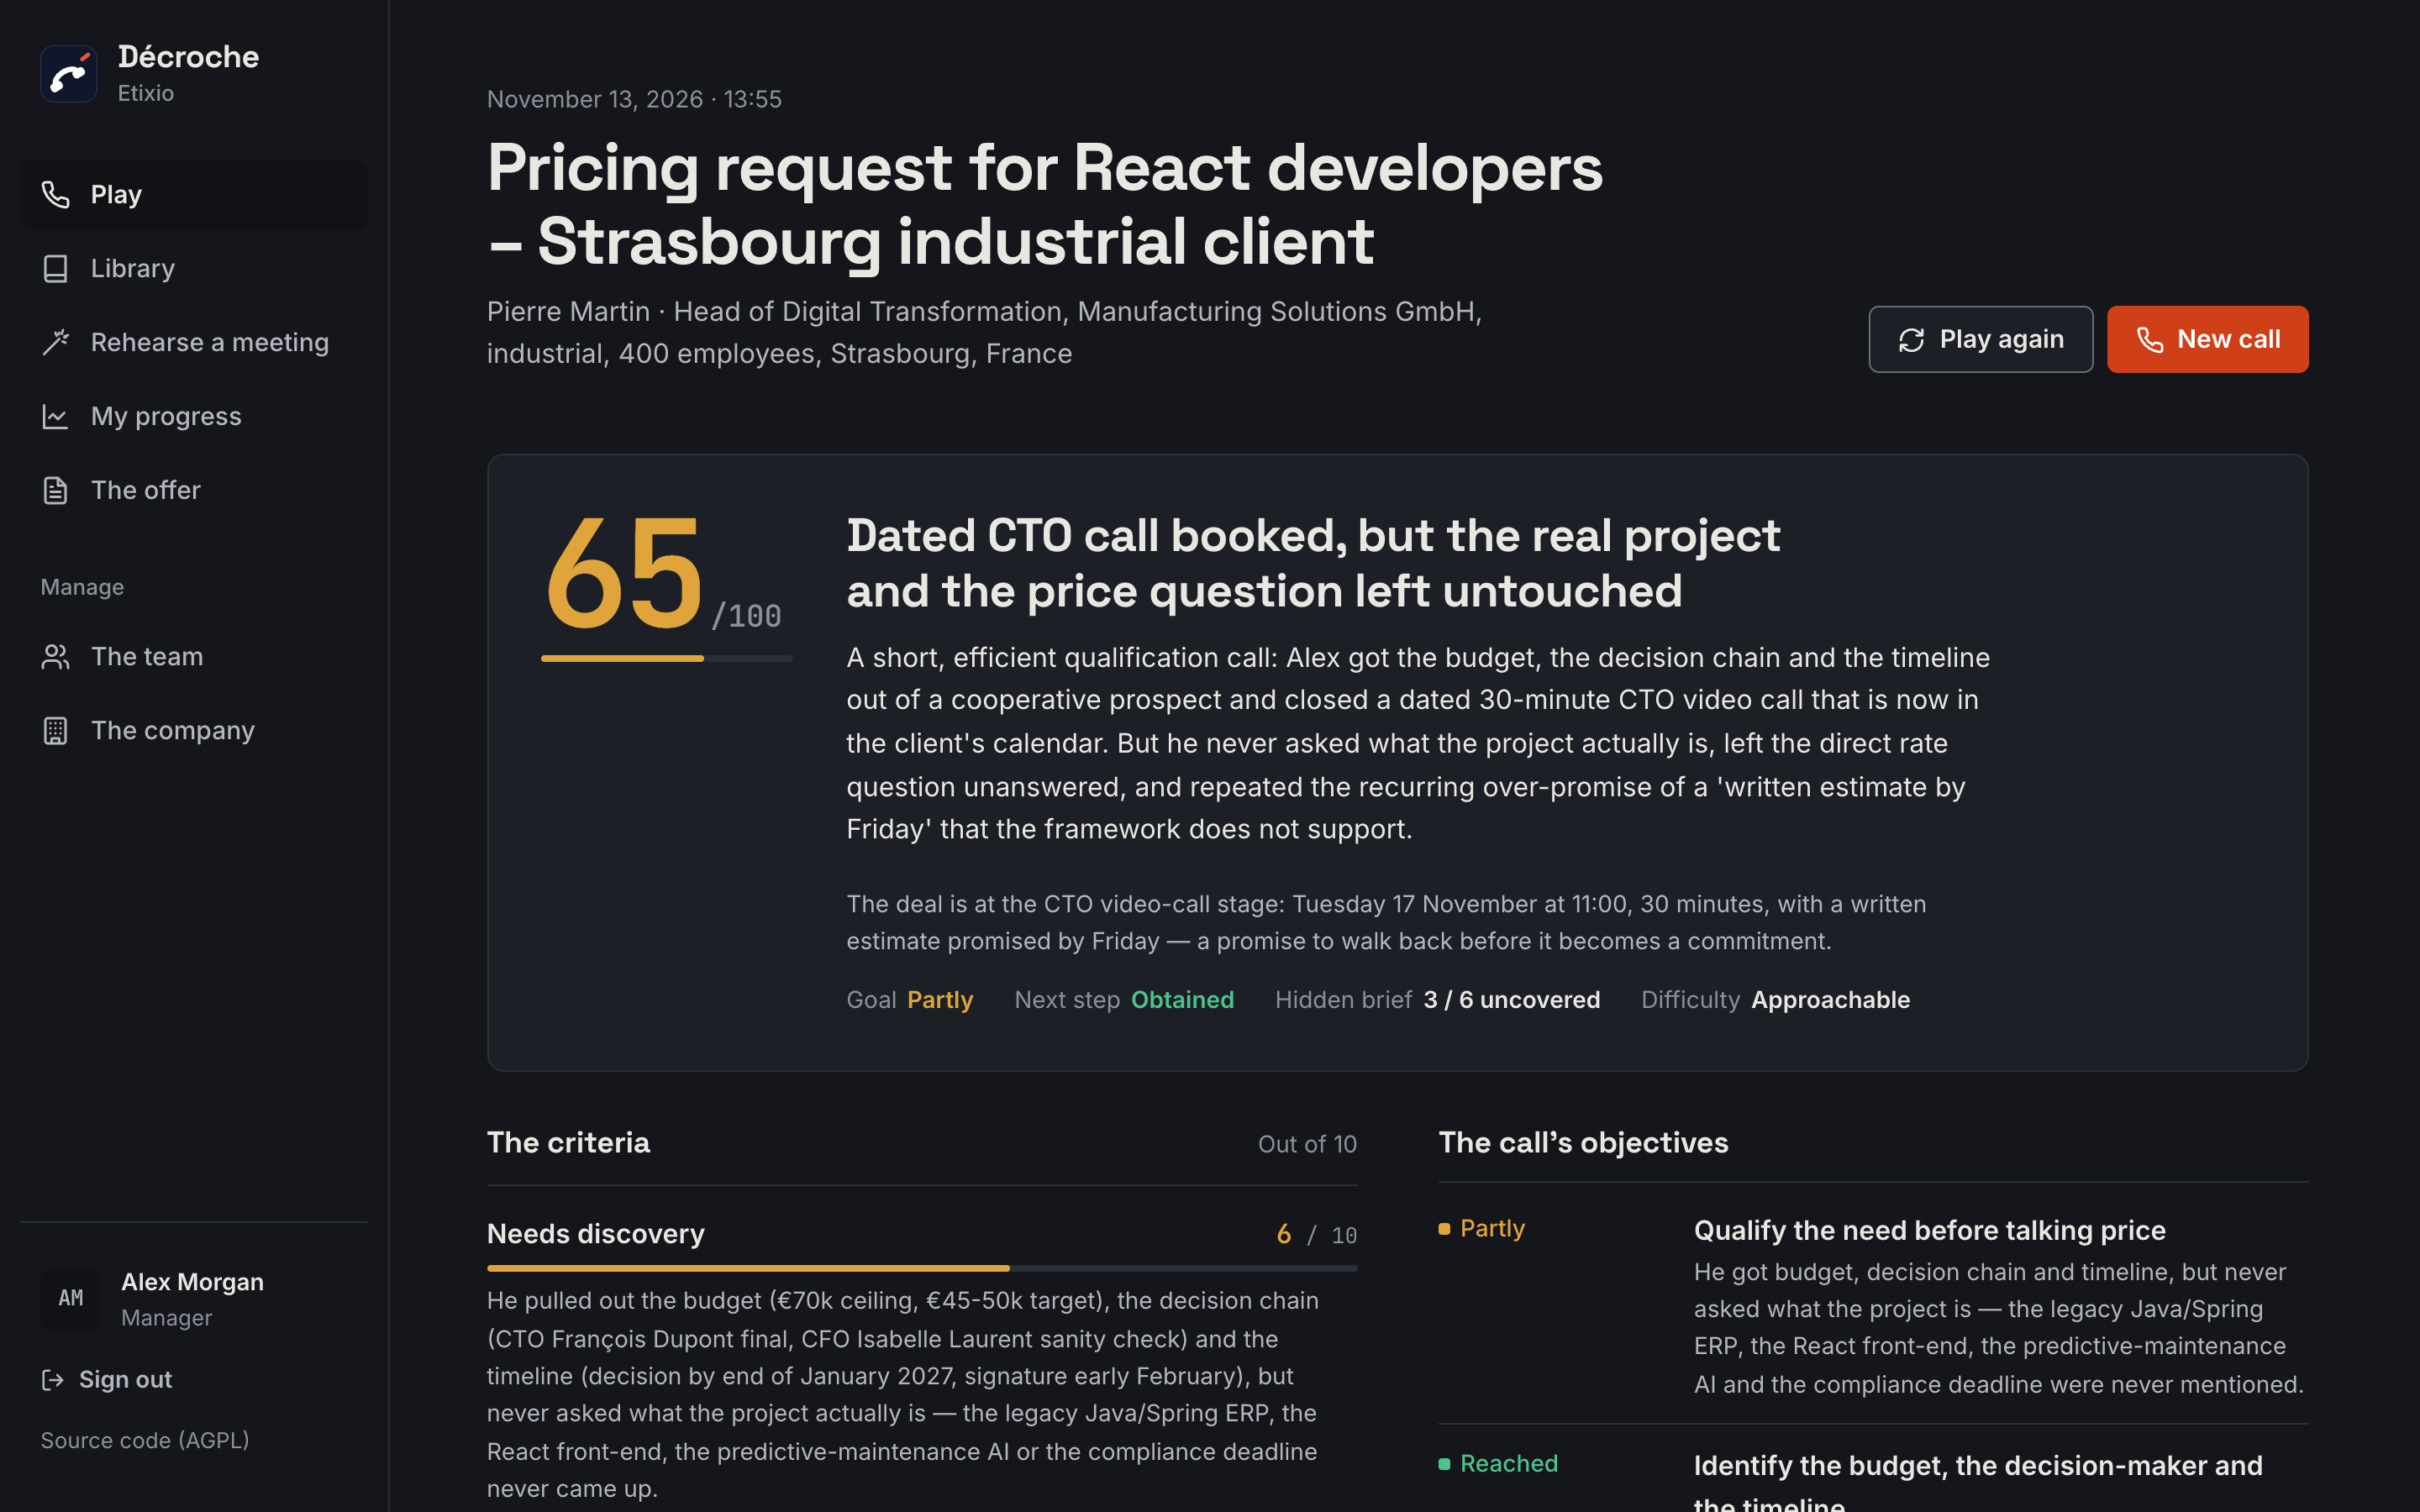 Décroche
Etixio
Play
Library
Rehearse a meeting
My progress
The offer
Manage
The team
The company
AM
Alex Morgan
Manager
Sign out
Source code (AGPL)
November 13, 2026 · 13:55
Pricing request for React developers
– Strasbourg industrial client
Pierre Martin · Head of Digital Transformation, Manufacturing Solutions GmbH,
industrial, 400 employees, Strasbourg, France
Play again
New call
65/100
Dated CTO call booked, but the real project
and the price question left untouched
A short, efficient qualification call: Alex got the budget, the decision chain and the timeline
out of a cooperative prospect and closed a dated 30-minute CTO video call that is now in
the client's calendar. But he never asked what the project actually is, left the direct rate
question unanswered, and repeated the recurring over-promise of a 'written estimate by
Friday' that the framework does not support.
The deal is at the CTO video-call stage: Tuesday 17 November at 11:00, 30 minutes, with a written
estimate promised by Friday — a promise to walk back before it becomes a commitment.
Goal Partly Next step Obtained Hidden brief 3 / 6 uncovered Difficulty Approachable
The criteria
Out of 10
Needs discovery
6 / 10
He pulled out the budget (€70k ceiling, €45-50k target), the decision chain
(CTO François Dupont final, CFO Isabelle Laurent sanity check) and the
timeline (decision by end of January 2027, signature early February), but
never asked what the project actually is — the legacy Java/Spring ERP, the
React front-end, the predictive-maintenance AI or the compliance deadline
never came up.
The call's objectives
Partly
Qualify the need before talking price
He got budget, decision chain and timeline, but never
asked what the project is — the legacy Java/Spring
ERP, the React front-end, the predictive-maintenance
AI and the compliance deadline were never mentioned.
Reached
Identify the budget, the decision-maker and
the timeline